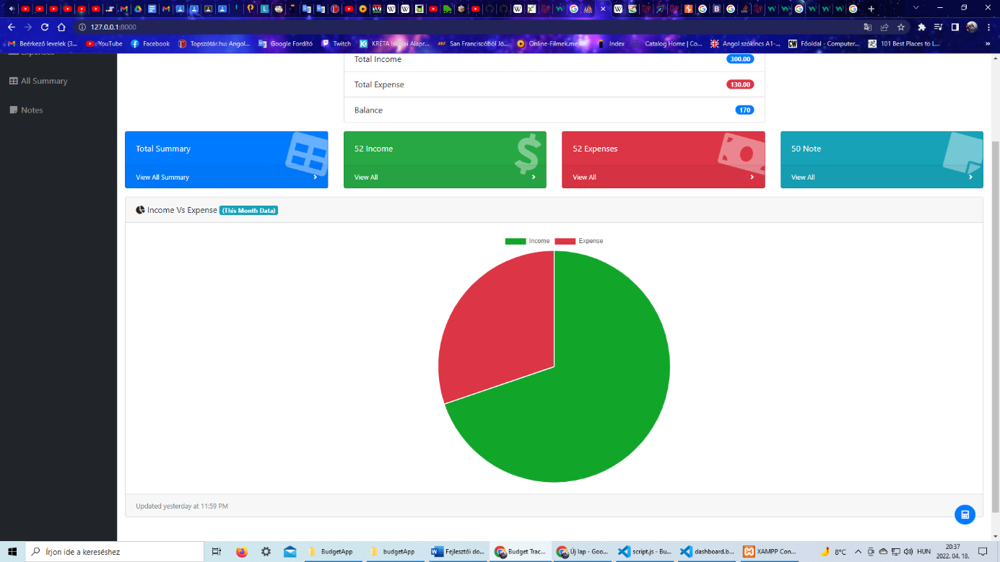 127.0.0.1:8000
Beérkező levelek (3...
YouTube
Facebook
Topszótár.hu: Angol...
Google Fordító
Twitch
KRÉTA Iskolai Alapr...
San Franciscóból Jö...
Online-Filmek.me
Index
Catalog Home | Co...
Angol szókincs A1-...
Főoldal - Computer...
101 Best Places to L...
»
Expenses
All Summary
Notes
Total Income 300.00
Total Expense 130.00
Balance 170
Total Summary
View All Summary
52 Income
View All
52 Expenses
View All
50 Note
View All
Income Vs Expense (This Month Data)
Income Expense
Updated yesterday at 11:59 PM
Írjon ide a kereséshez
BudgetApp
budgetApp
Fejlesztői do...
Budget Trac...
Új lap - Goo...
script.js - Bu...
dashboard.b...
XAMPP Con...
8°C
HUN
20:37
2022. 04. 18.